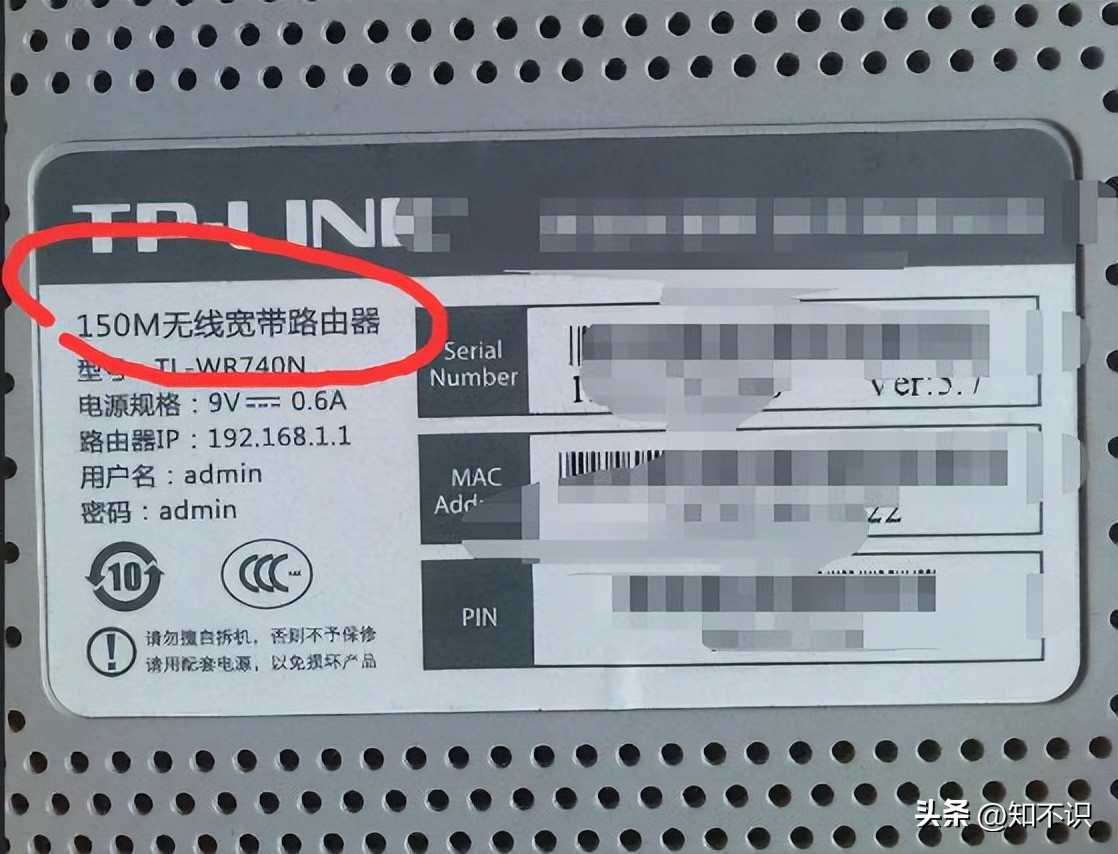 TP-LINK
150M无线宽带路由器
型号：TL-WR740N
电源规格：9V⎓0.6A
路由器IP：192.168.1.1
用户名：admin
密码：admin
10
CCC
请勿擅自拆机，否则不予保修
请用配套电源，以免损坏产品
Serial
Number
Ver:5.7
MAC
22
PIN
头条 @知不识